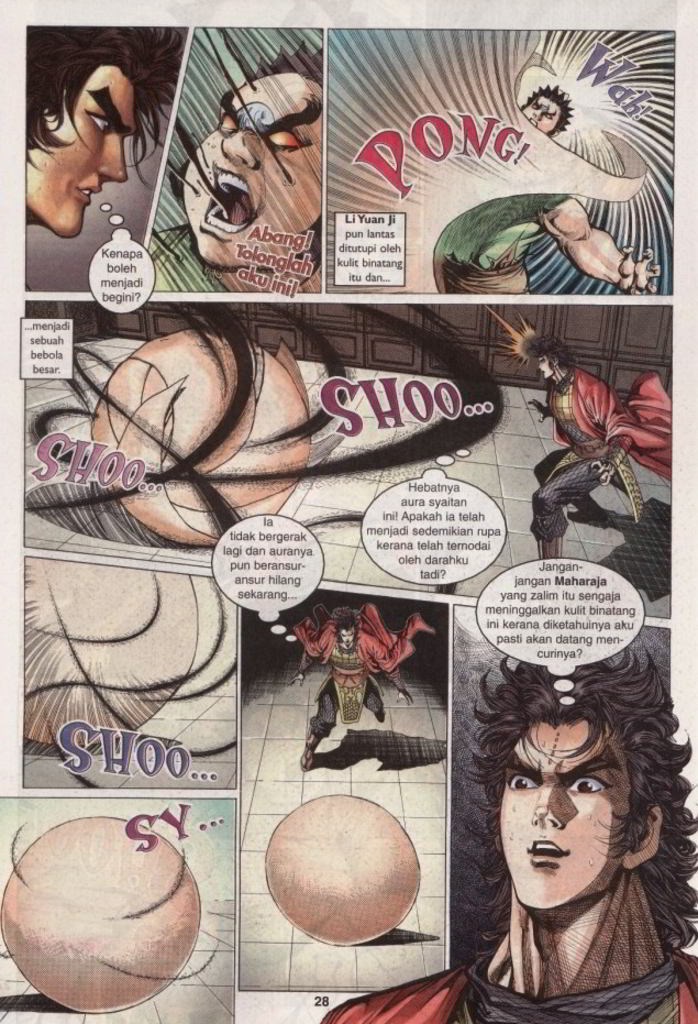 Kenapa
boleh
menjadi
begini?
Abang!
Tolonglah
aku ini!
PONG!
Wah!
Li Yuan Ji
pun lantas
ditutupi oleh
kulit binatang
itu dan...
...menjadi
sebuah
bebola
besar.
SHOO...
SHOO...
Hebatnya
aura syaitan
ini! Apakah ia telah
menjadi sedemikian rupa
kerana telah ternodai
oleh darahku
tadi?
Ia
tidak bergerak
lagi dan auranya
pun beransur-
ansur hilang
sekarang...
Jangan-
jangan Maharaja
yang zalim itu sengaja
meninggalkan kulit binatang
ini kerana diketahuinya aku
pasti akan datang men-
curinya?
SHOO...
SY...
28